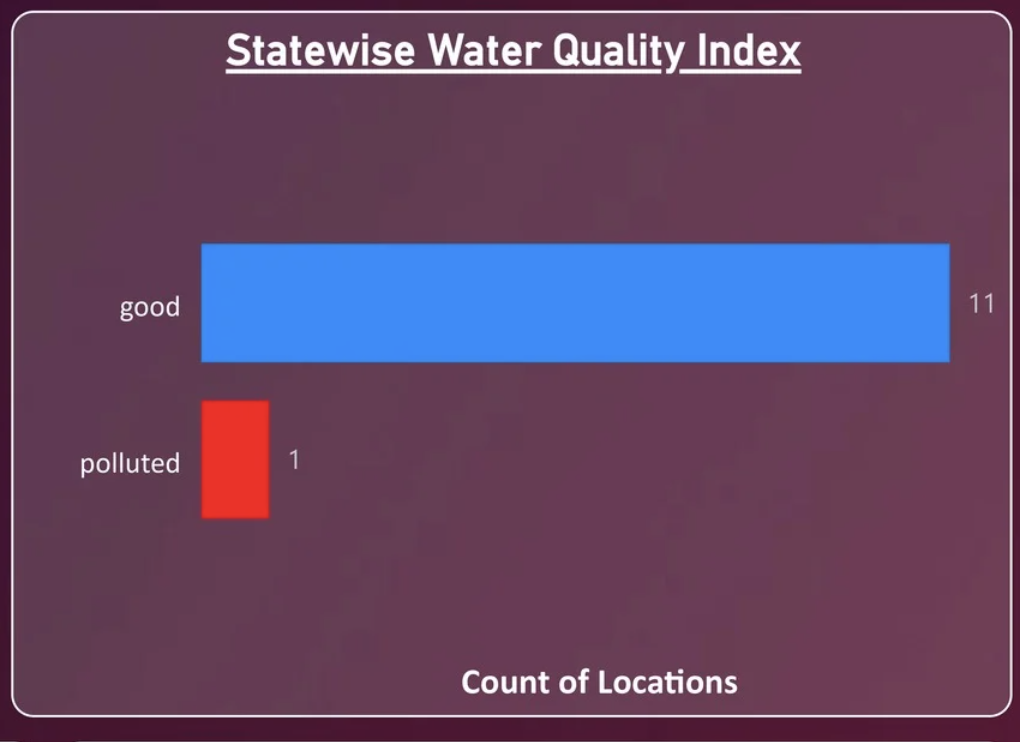 Statewise Water Quality Index
good
11
polluted
1
Count of Locations